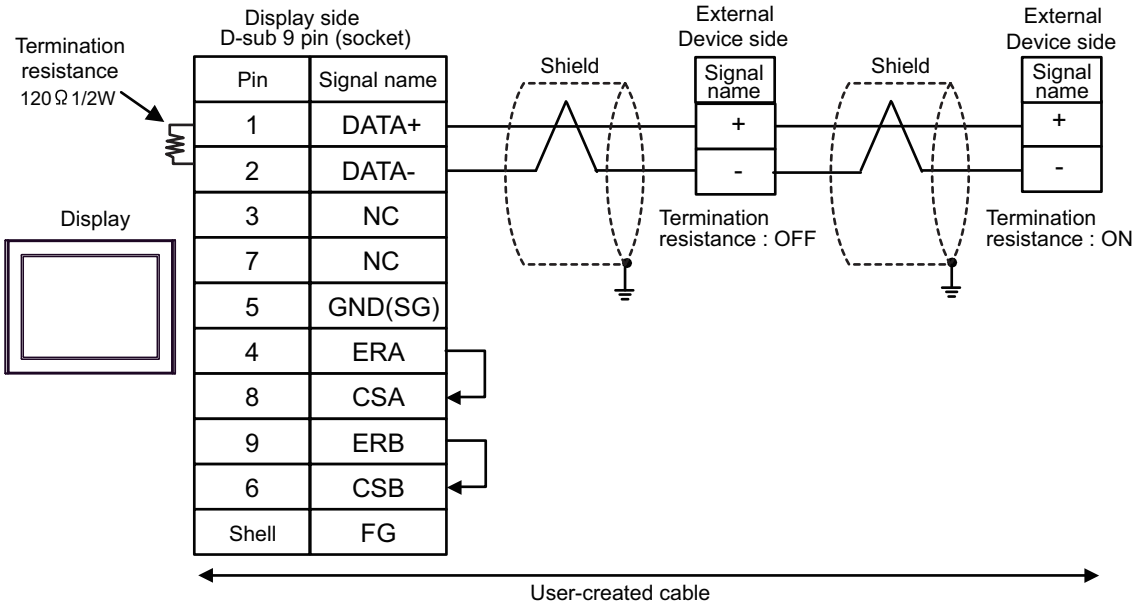 Display side
D-sub 9 pin (socket)
Termination
resistance
120Ω 1/2W
Pin Signal name
1 DATA+
2 DATA-
3 NC
7 NC
5 GND(SG)
4 ERA
8 CSA
9 ERB
6 CSB
Shell FG
Display
Shield
External
Device side
Signal
name
+
-
Termination
resistance : OFF
Shield
External
Device side
Signal
name
+
-
Termination
resistance : ON
User-created cable